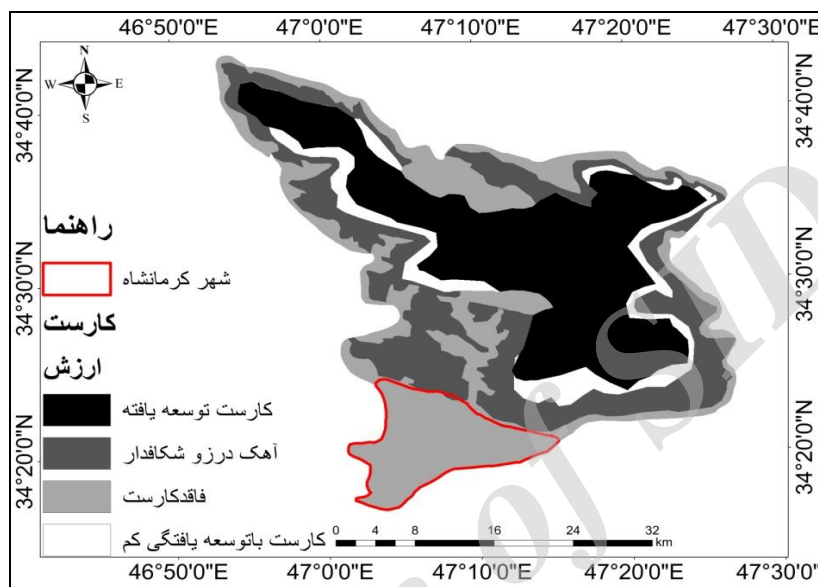 46°50'0"E 47°0'0"E 47°10'0"E 47°20'0"E 47°30'0"E
N
W E
S
34°40'0"N 34°40'0"N
34°30'0"N 34°30'0"N
34°20'0"N 34°20'0"N
راهنما
شهر کرمانشاه
کارست
ارزش
کارست توسعه یافته
آهک درزو شکافدار
فاقدکارست
کارست باتوسعه یافتگی کم
0 2 4 8 16 24 32
km
46°50'0"E 47°0'0"E 47°10'0"E 47°20'0"E 47°30'0"E
of SID